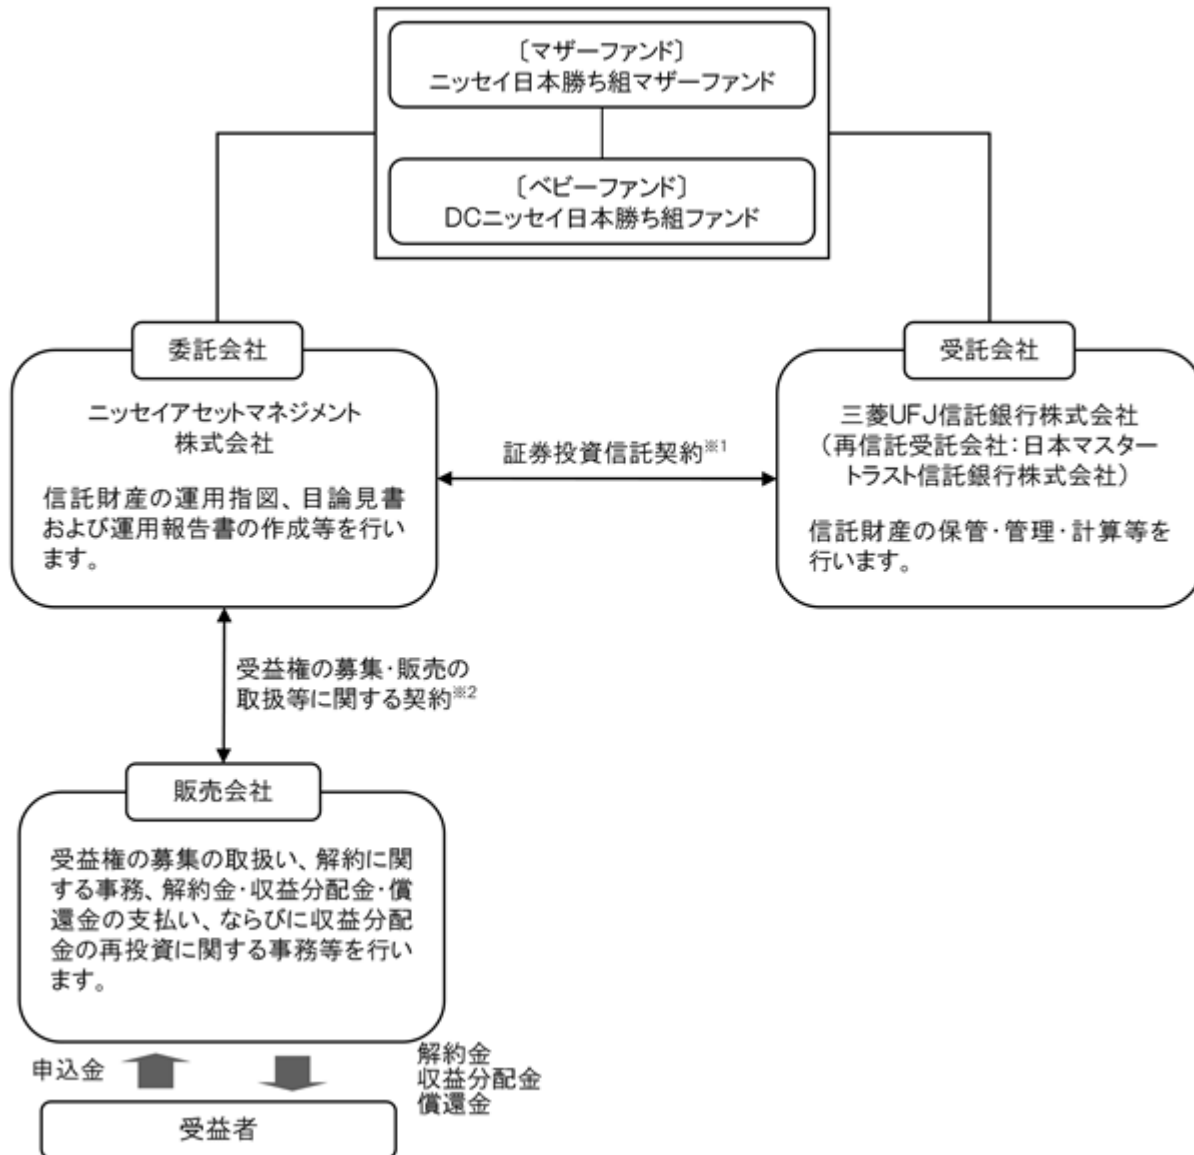 〔マザーファンド〕
ニッセイ日本勝ち組マザーファンド
〔ベビーファンド〕
DCニッセイ日本勝ち組ファンド
委託会社
ニッセイアセットマネジメント
株式会社
信託財産の運用指図、目論見書
および運用報告書の作成等を行い
ます。
証券投資信託契約※1
受託会社
三菱UFJ信託銀行株式会社
（再信託受託会社：日本マスター
トラスト信託銀行株式会社）
信託財産の保管・管理・計算等を
行います。
受益権の募集・販売の
取扱等に関する契約※2
販売会社
受益権の募集の取扱い、解約に関
する事務、解約金・収益分配金・償
還金の支払い、ならびに収益分配
金の再投資に関する事務等を行い
ます。
申込金
解約金
収益分配金
償還金
受益者